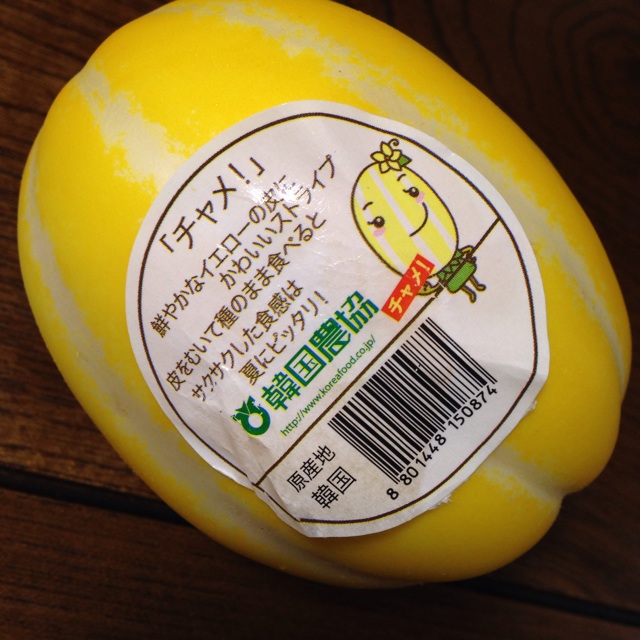 「チャメ！」
鮮やかなイエローの皮に
かわいいストライプ
皮をむいて種のまま食べると
サクサクした食感は
夏にピッタリ！
チャメ！
韓国農協
http://www.koreafood.co.jp/
原産地
韓国
8 801448 150874